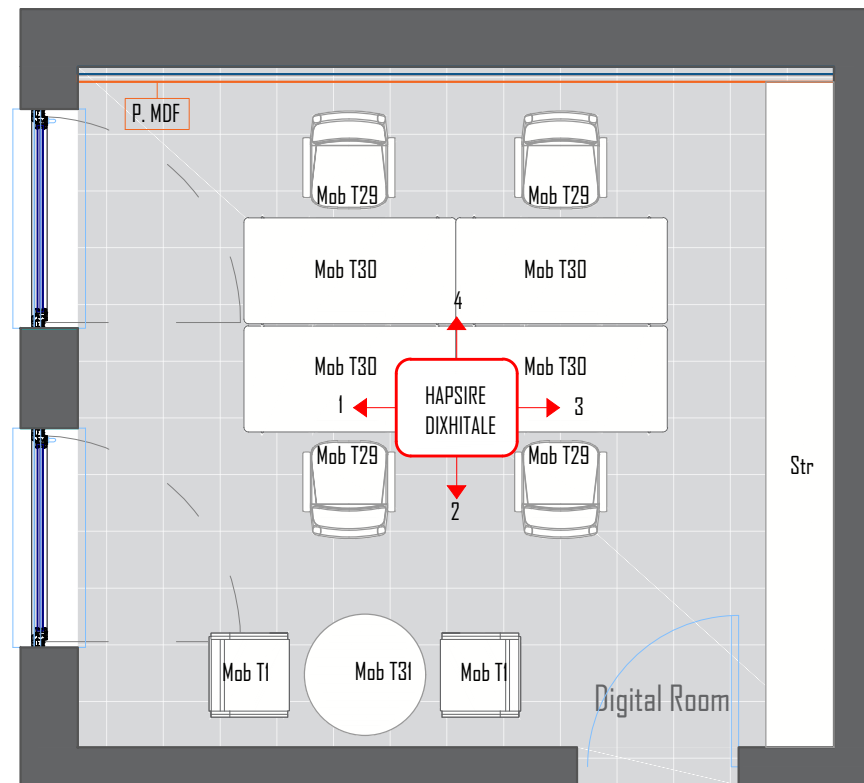 P. MDF
Mob T29
Mob T29
Mob T30
Mob T30
4
Mob T30
Mob T30
1
HAPSIRE
DIXHITALE
3
Mob T29
Mob T29
Str
2
Mob T1
Mob T31
Mob T1
Digital Room